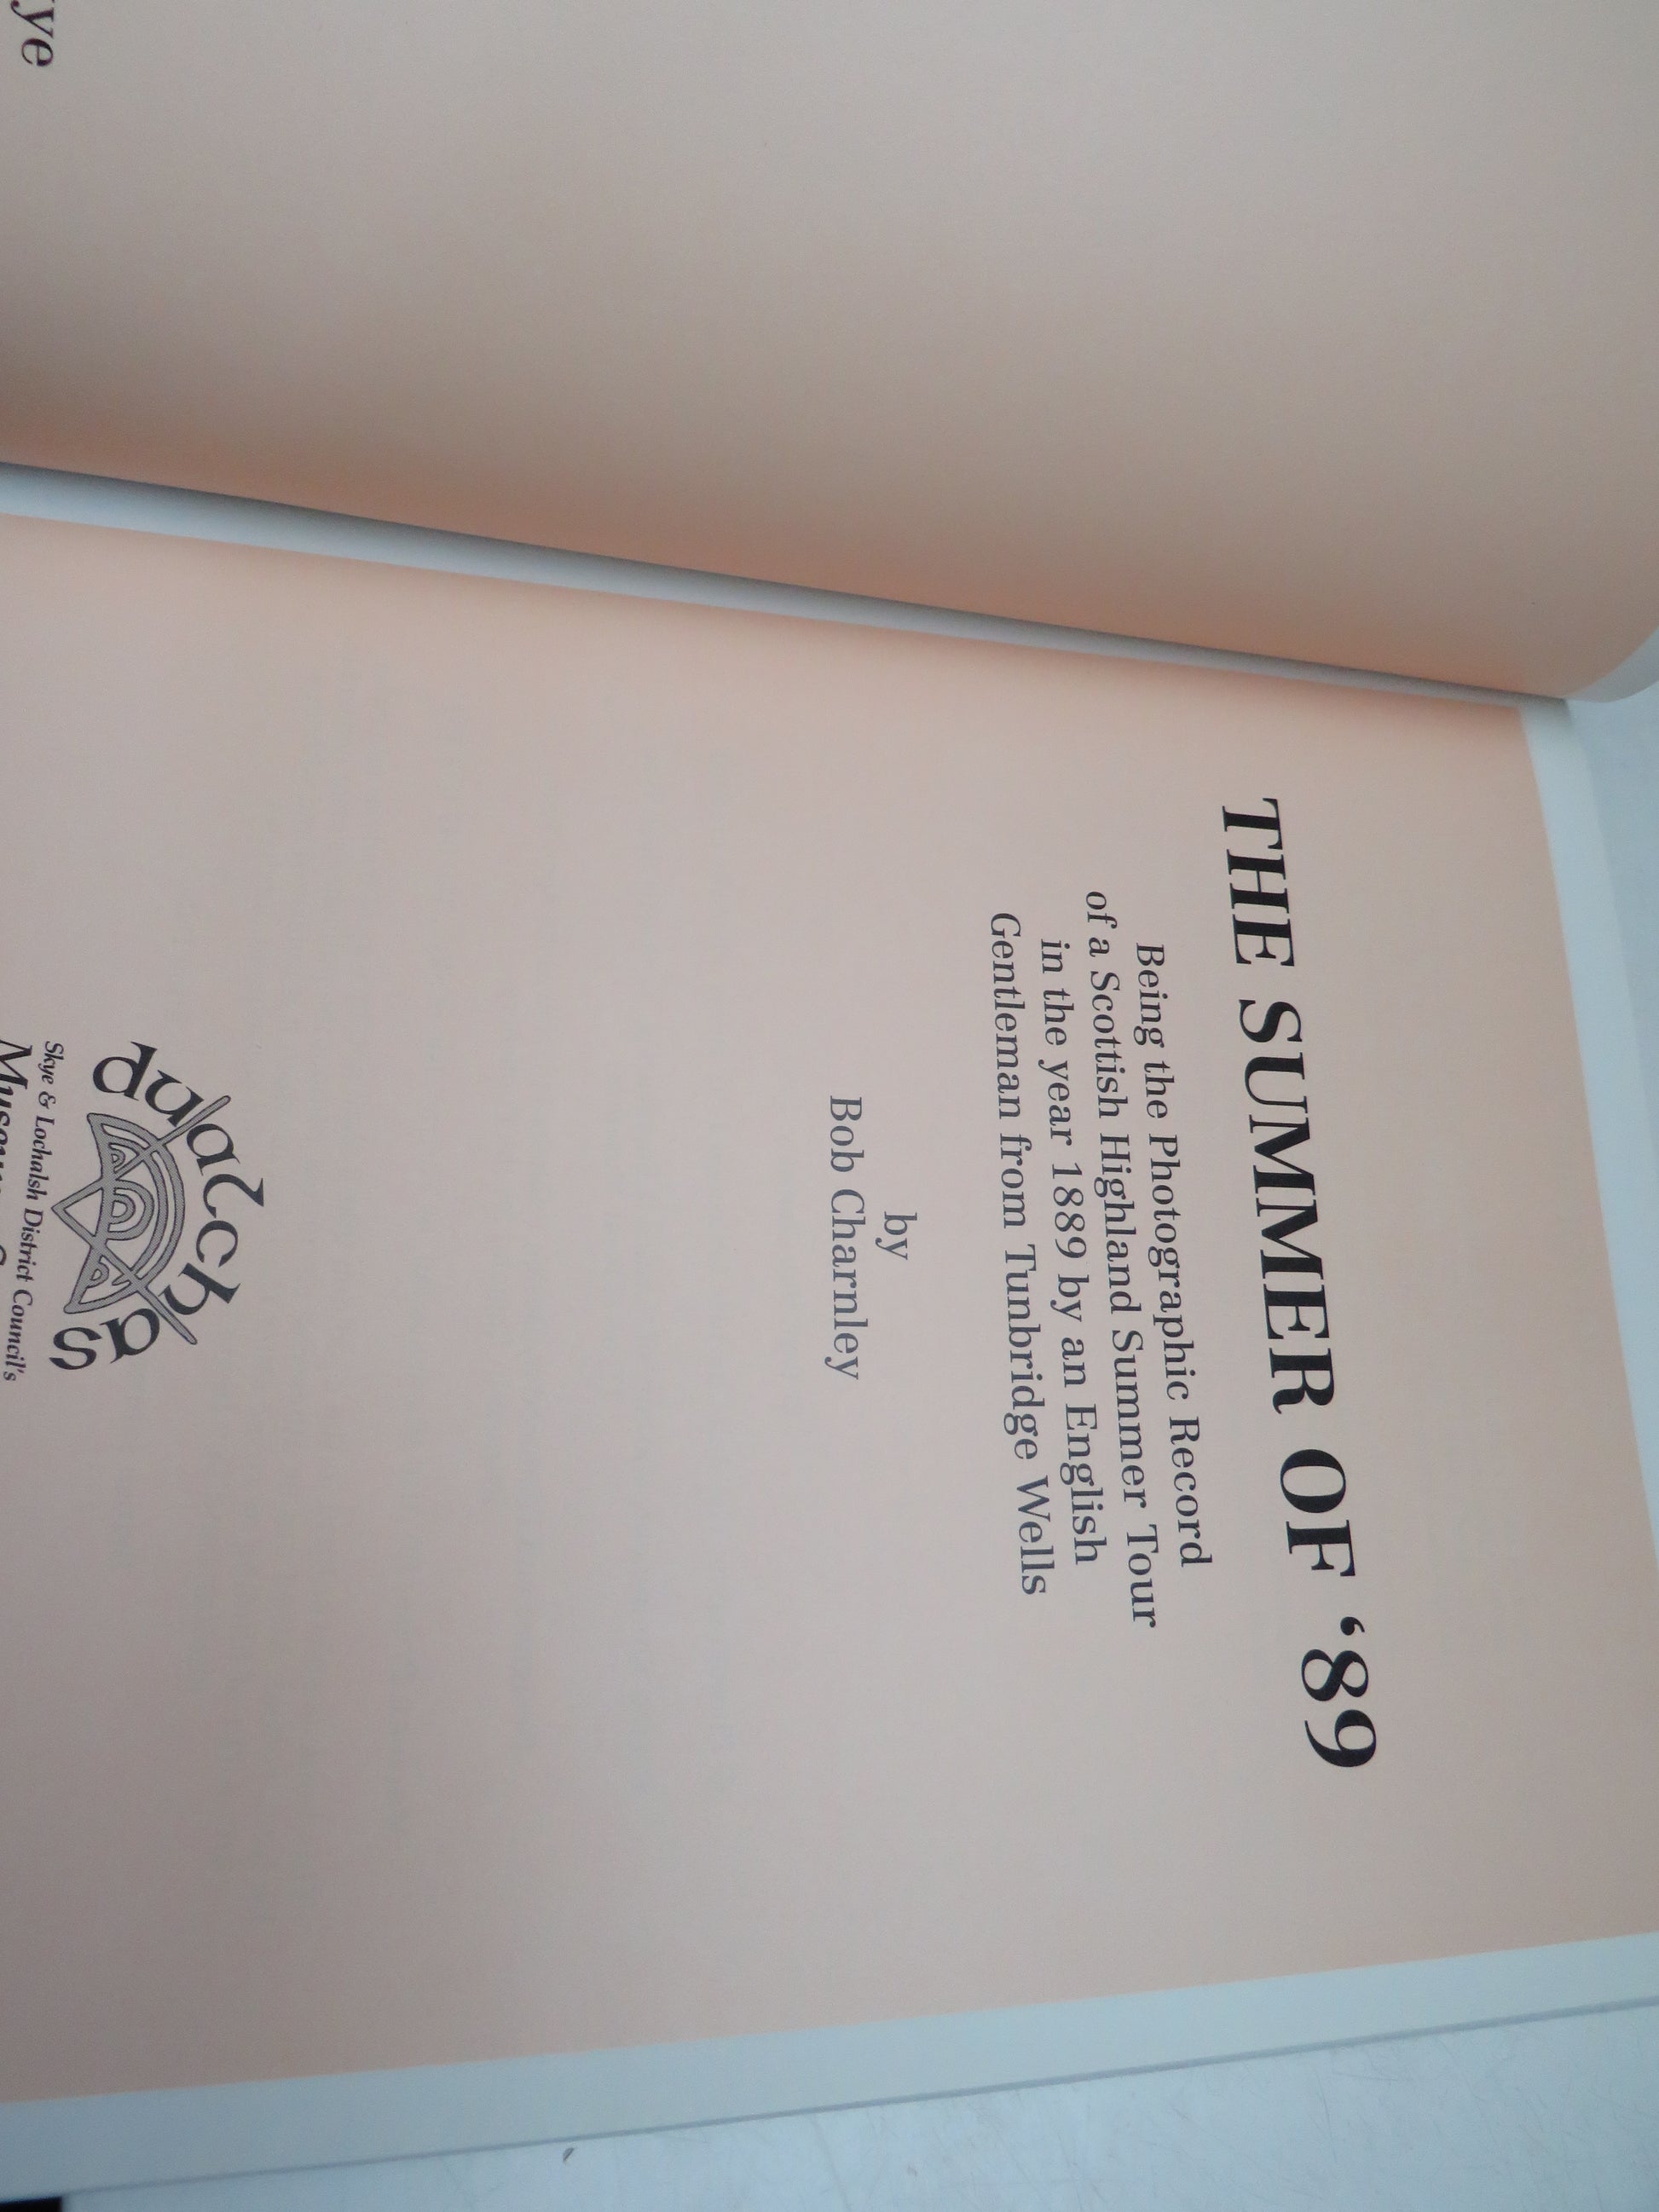 THE SUMMER OF ‘89
Being the Photographic Record
of a Scottish Highland Summer Tour
in the year 1889 by an English
Gentleman from Tunbridge Wells
by
Bob Charnley
dualchas
Skye & Lochalsh District Council's